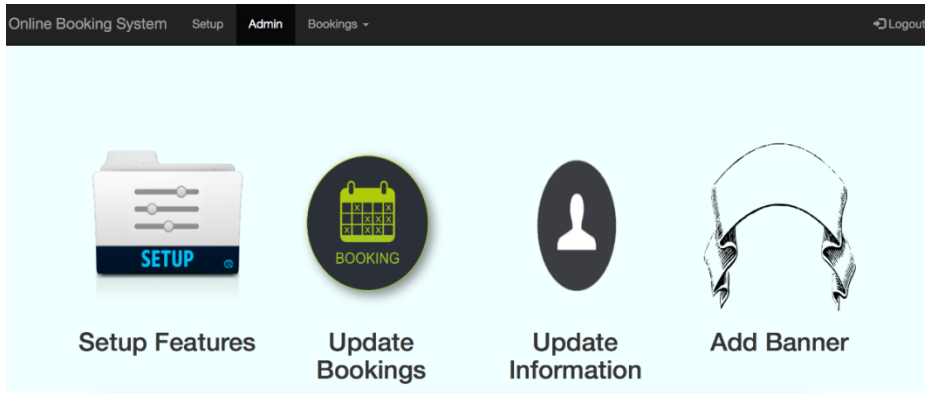 Online Booking System Setup Admin Bookings Logout
SETUP
BOOKING
Setup Features
Update Bookings
Update Information
Add Banner